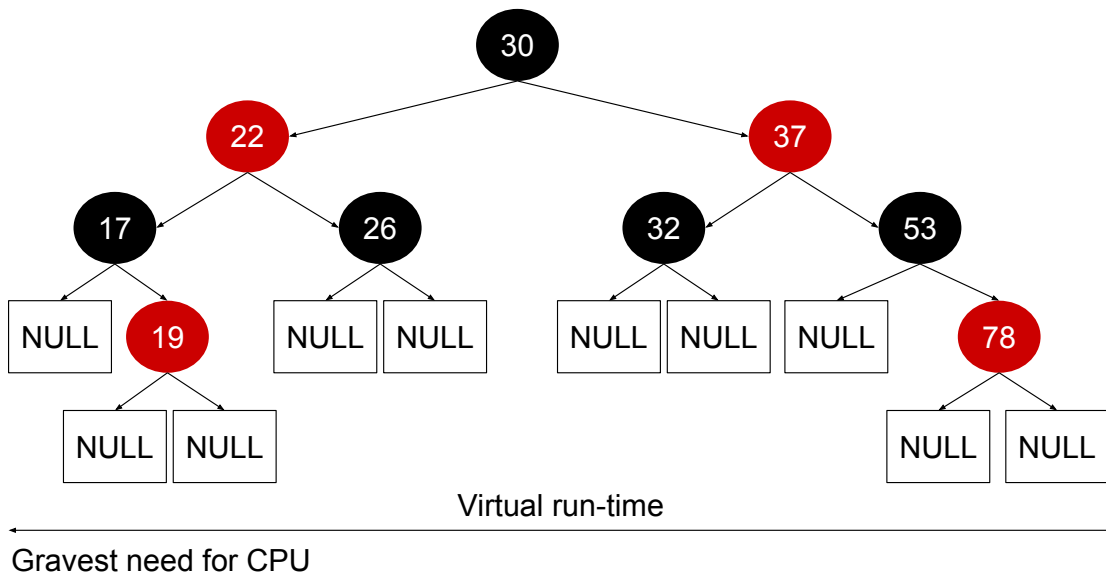 30
22
37
17
26
32
53
NULL
19
NULL
NULL
NULL
NULL
NULL
78
NULL
NULL
NULL
NULL
Virtual run-time
Gravest need for CPU